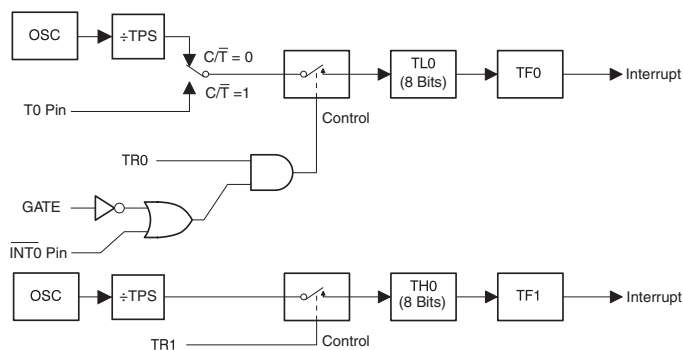 OSC
÷TPS
C/T̅ = 0
C/T̅ =1
T0 Pin
TL0
(8 Bits)
TF0
Interrupt
Control
TR0
GATE
I̅N̅T̅0̅ Pin
OSC
÷TPS
TH0
(8 Bits)
TF1
Interrupt
Control
TR1